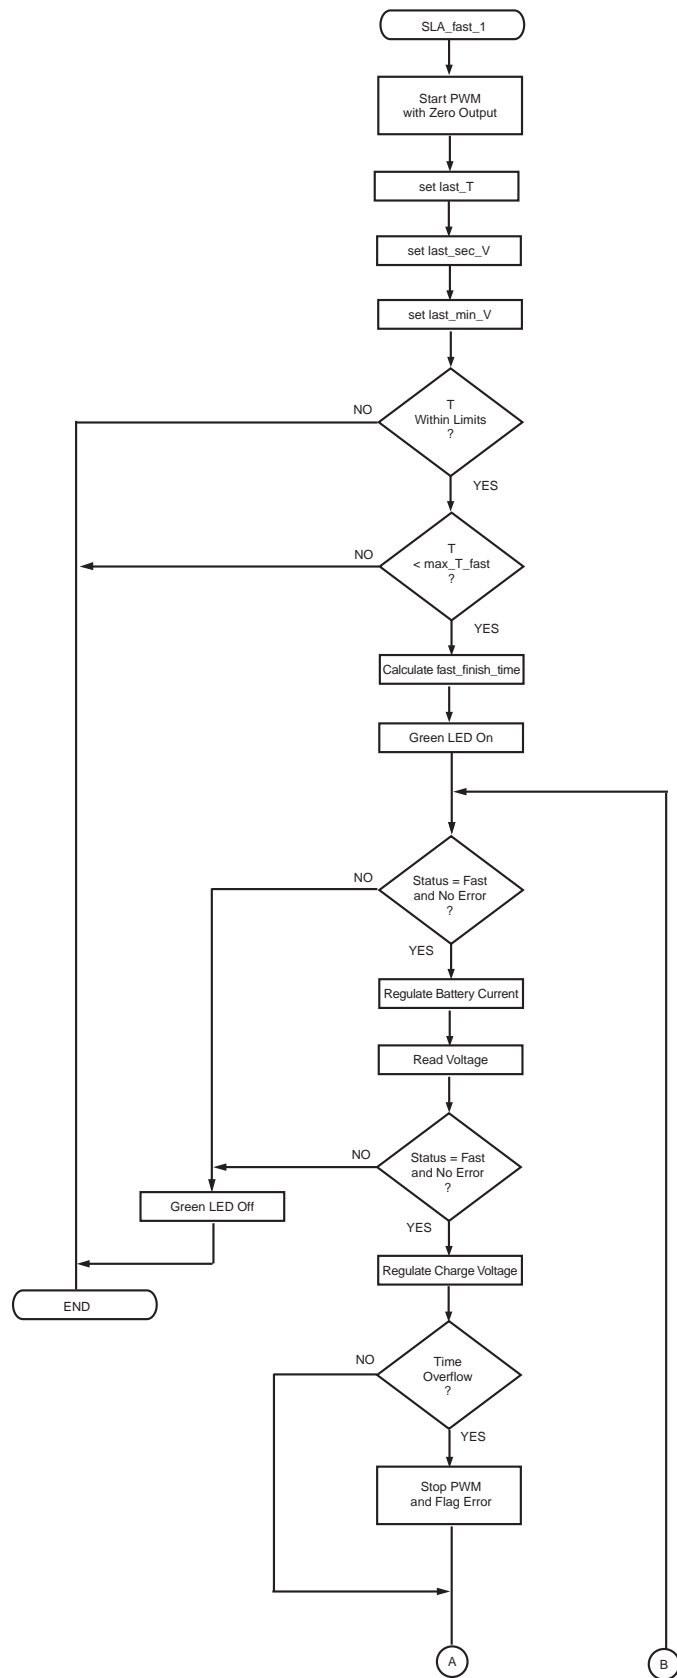 SLA_fast_1
Start PWM
with Zero Output
set last_T
set last_sec_V
set last_min_V
NO
T
Within Limits
?
YES
NO
T
< max_T_fast
?
YES
Calculate fast_finish_time
Green LED On
NO
Status = Fast
and No Error
?
YES
Regulate Battery Current
Read Voltage
NO
Status = Fast
and No Error
?
Green LED Off
YES
Regulate Charge Voltage
END
NO
Time
Overflow
?
YES
Stop PWM
and Flag Error
A
B